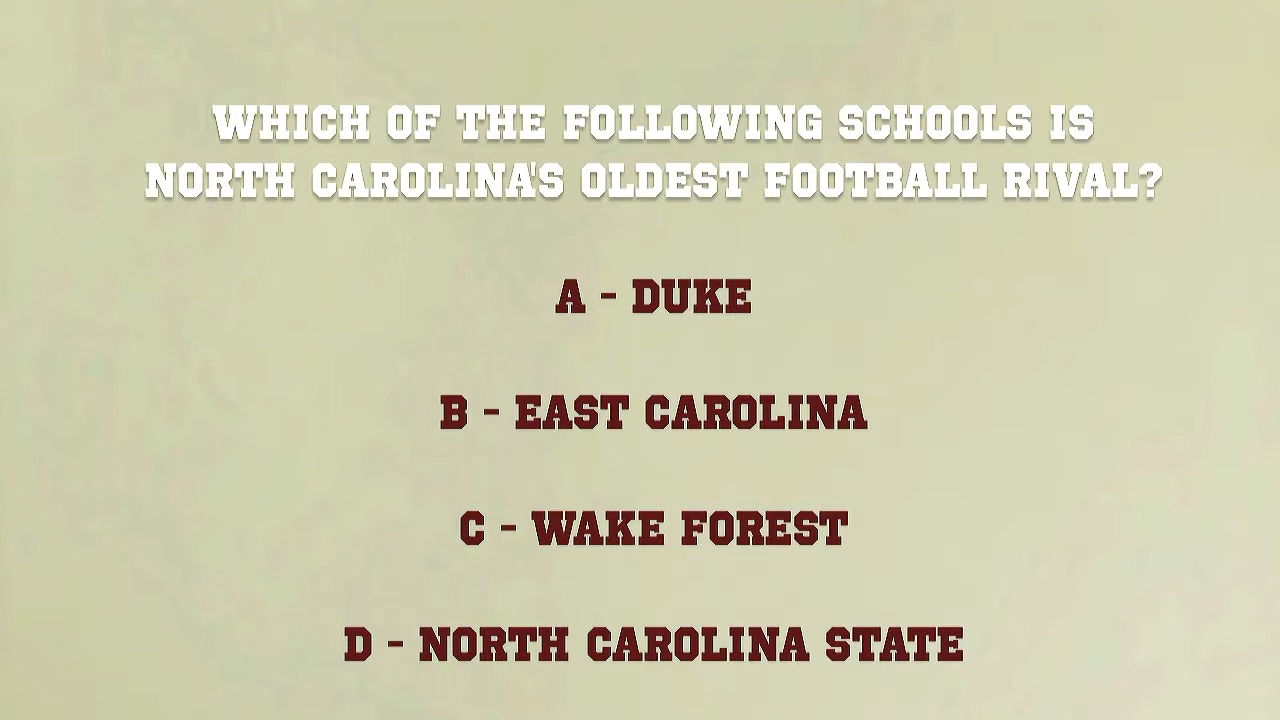 WHICH OF THE FOLLOWING SCHOOLS IS
NORTH CAROLINA'S OLDEST FOOTBALL RIVAL?
A - DUKE
B - EAST CAROLINA
C - WAKE FOREST
D - NORTH CAROLINA STATE